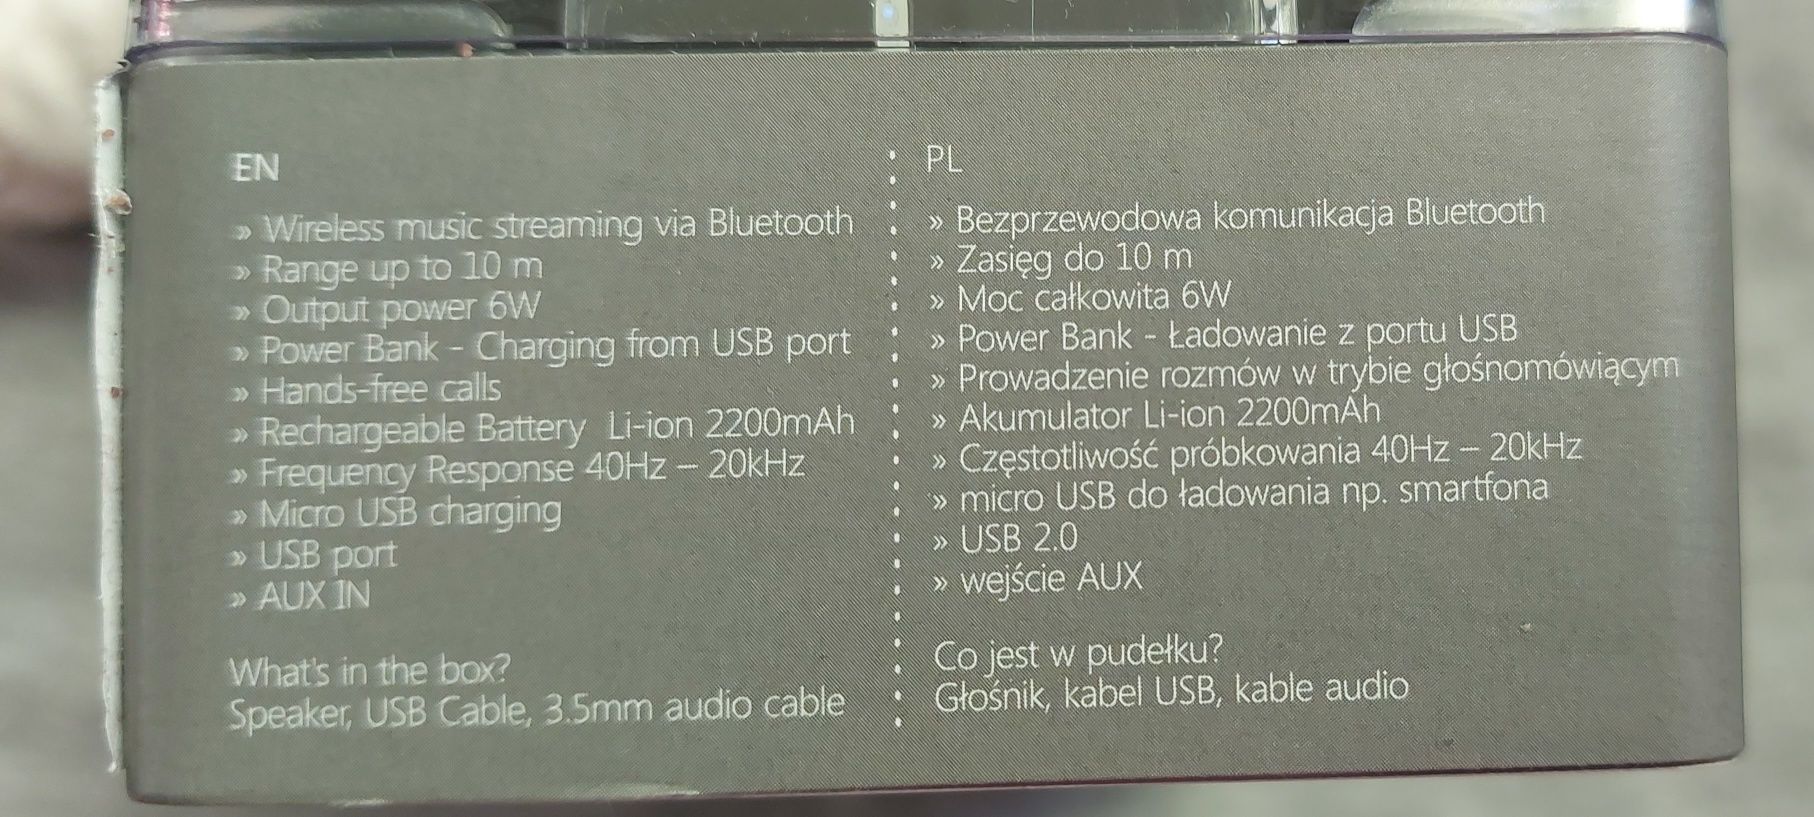 EN
» Wireless music streaming via Bluetooth
» Range up to 10 m
» Output power 6W
» Power Bank – Charging from USB port
» Hands-free calls
» Rechargeable Battery Li-ion 2200mAh
» Frequency Response 40Hz – 20kHz
» Micro USB charging
» USB port
» AUX IN
What's in the box?
Speaker, USB Cable, 3.5mm audio cable
PL
» Bezprzewodowa komunikacja Bluetooth
» Zasięg do 10 m
» Moc całkowita 6W
» Power Bank - Ładowanie z portu USB
» Prowadzenie rozmów w trybie głośnomówiącym
» Akumulator Li-ion 2200mAh
» Częstotliwość próbkowania 40Hz – 20kHz
» micro USB do ładowania np. smartfona
» USB 2.0
» wejście AUX
Co jest w pudełku?
Głośnik, kabel USB, kable audio